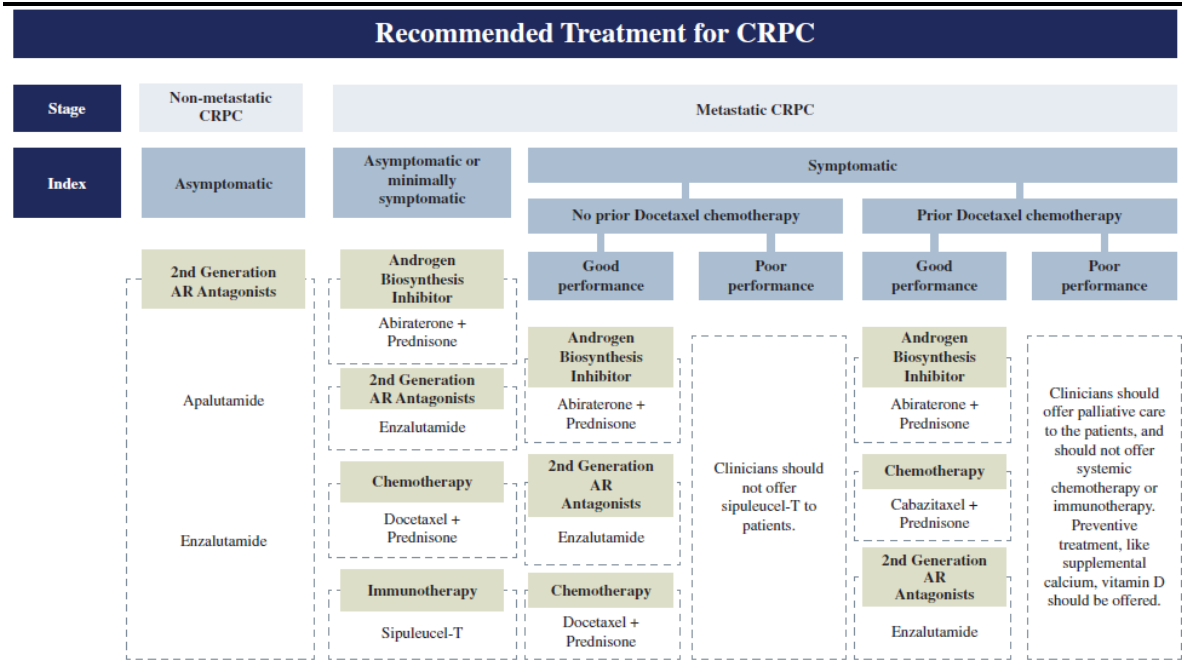 Recommended Treatment for CRPC
Stage
Non-metastatic
CRPC
Metastatic CRPC
Index
Asymptomatic
Asymptomatic or
minimally
symptomatic
Symptomatic
No prior Docetaxel chemotherapy
Prior Docetaxel chemotherapy
Good
performance
Poor
performance
Good
performance
Poor
performance
2nd Generation
AR Antagonists
Apalutamide
Enzalutamide
Androgen
Biosynthesis
Inhibitor
Abiraterone +
Prednisone
2nd Generation
AR Antagonists
Enzalutamide
Chemotherapy
Docetaxel +
Prednisone
Immunotherapy
Sipuleucel-T
Androgen
Biosynthesis
Inhibitor
Abiraterone +
Prednisone
2nd Generation
AR
Antagonists
Enzalutamide
Chemotherapy
Docetaxel +
Prednisone
Clinicians should
not offer
sipuleucel-T to
patients.
Androgen
Biosynthesis
Inhibitor
Abiraterone +
Prednisone
Chemotherapy
Cabazitaxel +
Prednisone
2nd Generation
AR
Antagonists
Enzalutamide
Clinicians should
offer palliative care
to the patients, and
should not offer
systemic
chemotherapy or
immunotherapy.
Preventive
treatment, like
supplemental
calcium, vitamin D
should be offered.